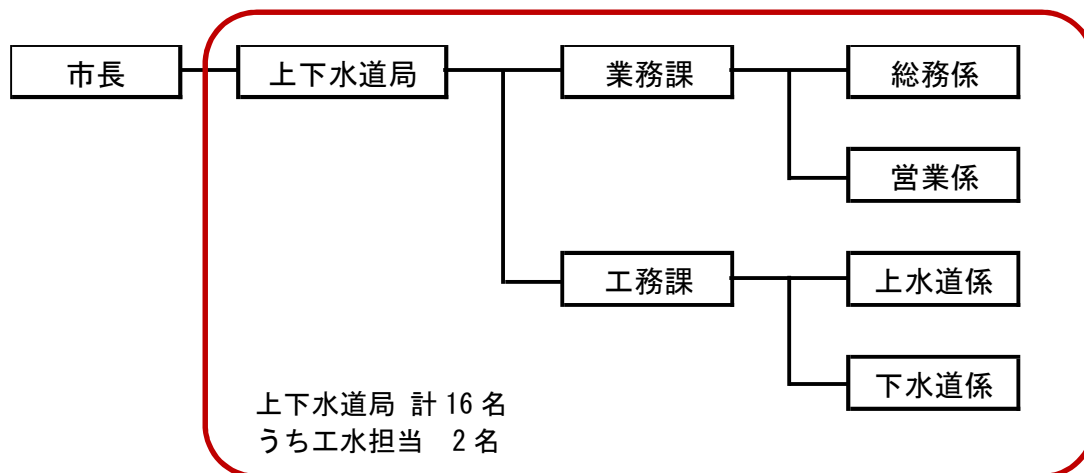 市長
上下水道局
業務課
総務係
営業係
工務課
上水道係
下水道係
上下水道局 計 16 名
うち工水担当　2 名